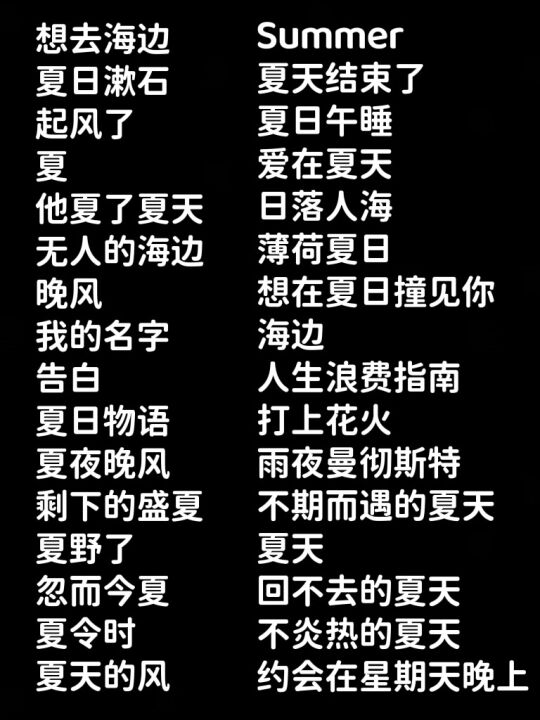 想去海边
夏日漱石
起风了
夏
他夏了夏天
无人的海边
晚风
我的名字
告白
夏日物语
夏夜晚风
剩下的盛夏
夏野了
忽而今夏
夏令时
夏天的风
Summer
夏天结束了
夏日午睡
爱在夏天
日落人海
薄荷夏日
想在夏日撞见你
海边
人生浪费指南
打上花火
雨夜曼彻斯特
不期而遇的夏天
夏天
回不去的夏天
不炎热的夏天
约会在星期天晚上